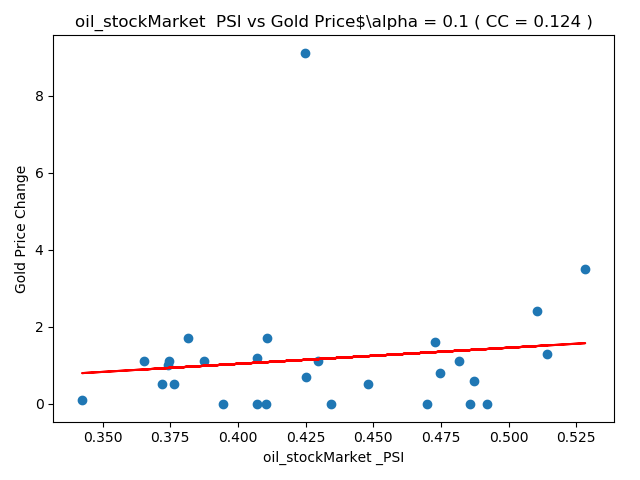 oil_stockMarket  PSI vs Gold Price$\alpha = 0.1 ( CC = 0.124 )
Gold Price Change
8
6
4
2
0
0.350 0.375 0.400 0.425 0.450 0.475 0.500 0.525
oil_stockMarket _PSI